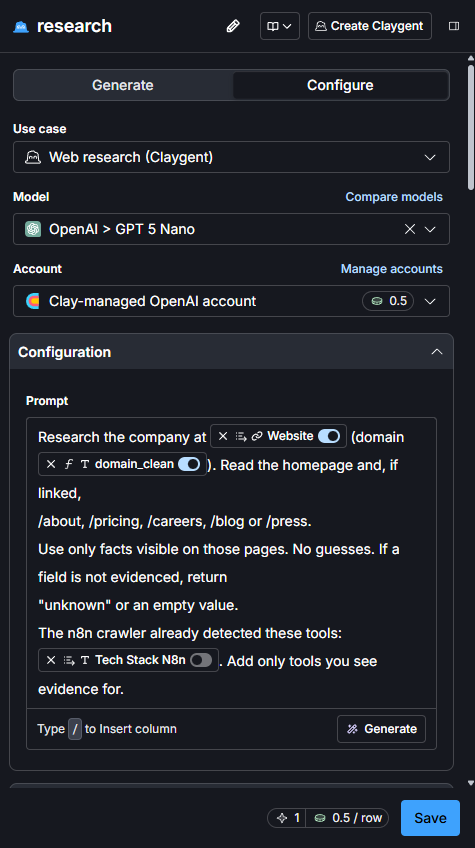 research
Create Claygent
Generate
Configure
Use case
Web research (Claygent)
Model
Compare models
OpenAI > GPT 5 Nano
Account
Manage accounts
Clay-managed OpenAI account
0.5
Configuration
Prompt
Research the company at Website (domain
domain_clean). Read the homepage and, if
linked,
/about, /pricing, /careers, /blog or /press.
Use only facts visible on those pages. No guesses. If a
field is not evidenced, return
"unknown" or an empty value.
The n8n crawler already detected these tools:
Tech Stack N8n. Add only tools you see
evidence for.
Type / to Insert column
Generate
1
0.5 / row
Save